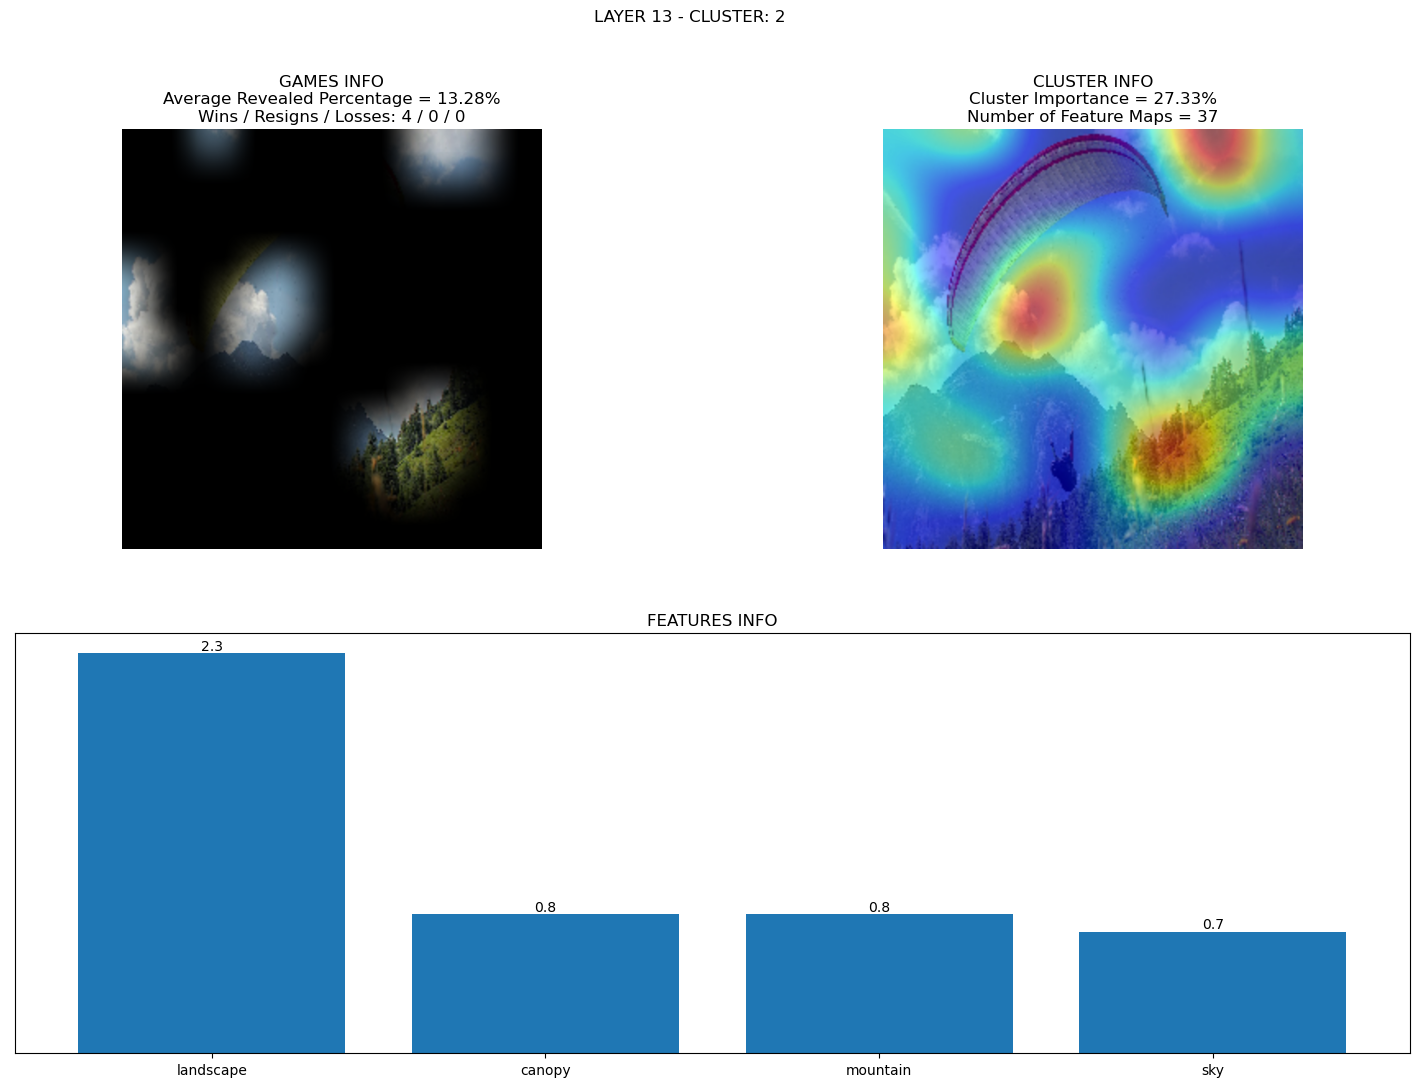 LAYER 13 - CLUSTER: 2
GAMES INFO
Average Revealed Percentage = 13.28%
Wins / Resigns / Losses: 4 / 0 / 0
CLUSTER INFO
Cluster Importance = 27.33%
Number of Feature Maps = 37
FEATURES INFO
2.3
0.8
0.8
0.7
landscape
canopy
mountain
sky